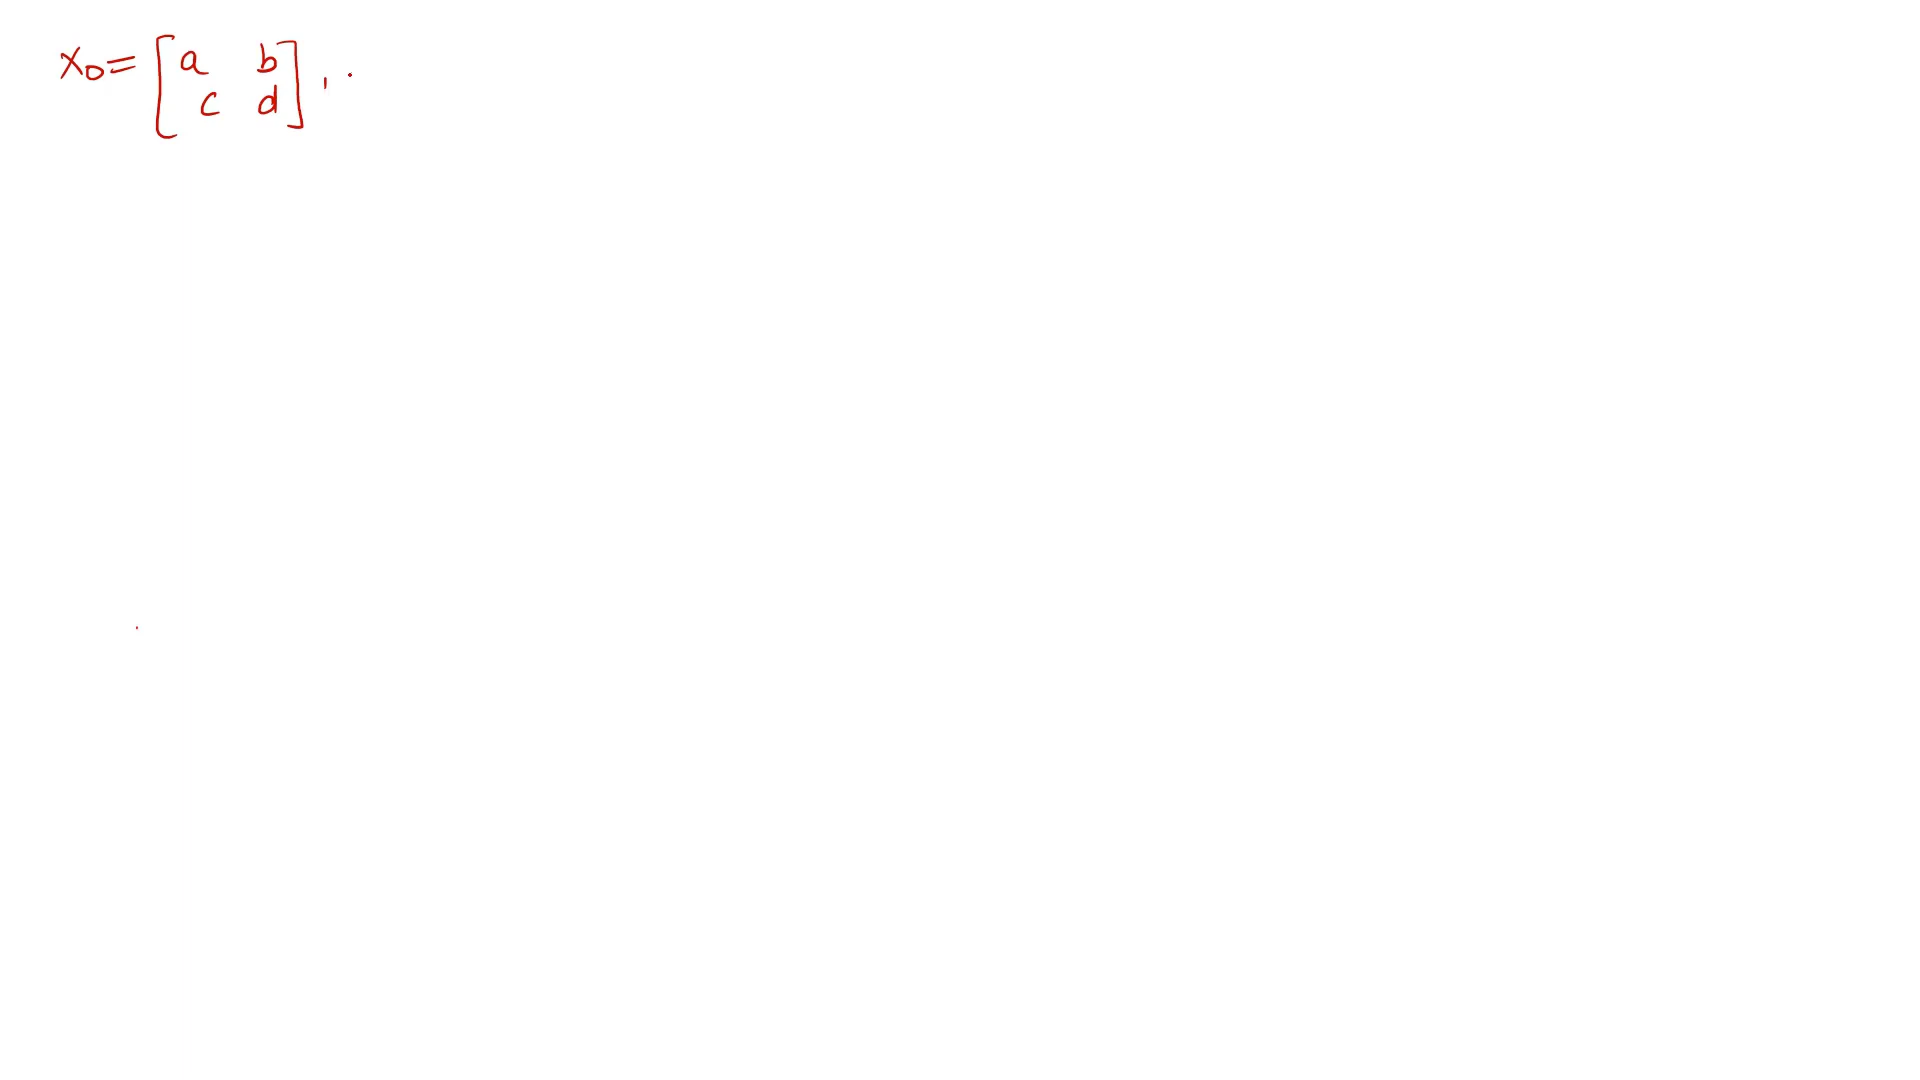 x₀ = [a b
c d], .